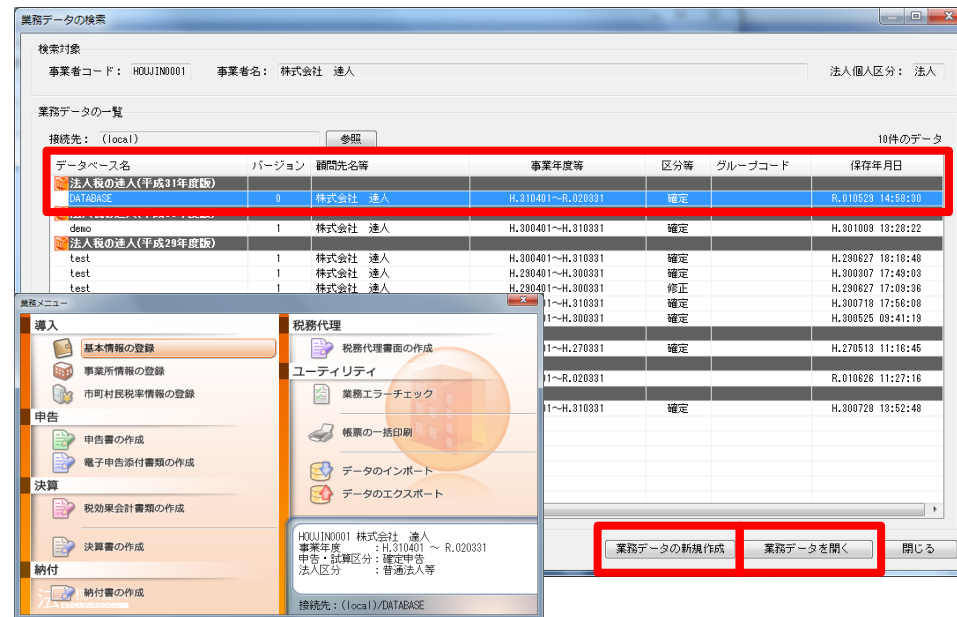 業務データの検索
検索対象
事業者コード： HOUJIN0001 事業者名： 株式会社 達人 法人個人区分： 法人
業務データの一覧
接続先： (local) 参照 10件のデータ
データベース名 バージョン 顧問先名等 事業年度等 区分等 グループコード 保存年月日
法人税の達人(平成31年度版)
DATABASE 0 株式会社 達人 H.310401～R.020331 確定 R.010529 14:58:30
demo 1 株式会社 達人 H.300401～H.310331 確定 H.301009 13:28:22
法人税の達人(平成29年度版)
test 1 株式会社 達人 H.300401～H.310331 確定 H.290627 18:18:48
test 1 株式会社 達人 H.290401～H.300331 確定 H.300307 17:49:03
test 1 株式会社 達人 H.290401～H.300331 修正 H.290627 17:09:36
01～H.310331 確定 H.300718 17:56:08
01～H.300331 確定 H.300525 09:41:19
01～H.270331 確定 H.270513 11:16:45
01～R.020331 R.010626 11:27:16
01～H.310331 確定 H.300728 13:52:48
データの新規作成
業務データの新規作成 業務データを開く 閉じる
業務メニュー
導入
基本情報の登録
事業所情報の登録
市町村民税率情報の登録
申告
申告書の作成
電子申告添付書類の作成
決算
税効果会計書類の作成
決算書の作成
納付
納付書の作成
税務代理
税務代理書面の作成
ユーティリティ
業務エラーチェック
帳票の一括印刷
データのインポート
データのエクスポート
HOUJIN0001 株式会社 達人
事業年度 ：H.310401 ～ R.020331
申告・試算区分：確定申告
法人区分 ：普通法人等
接続先：(local)/DATABASE